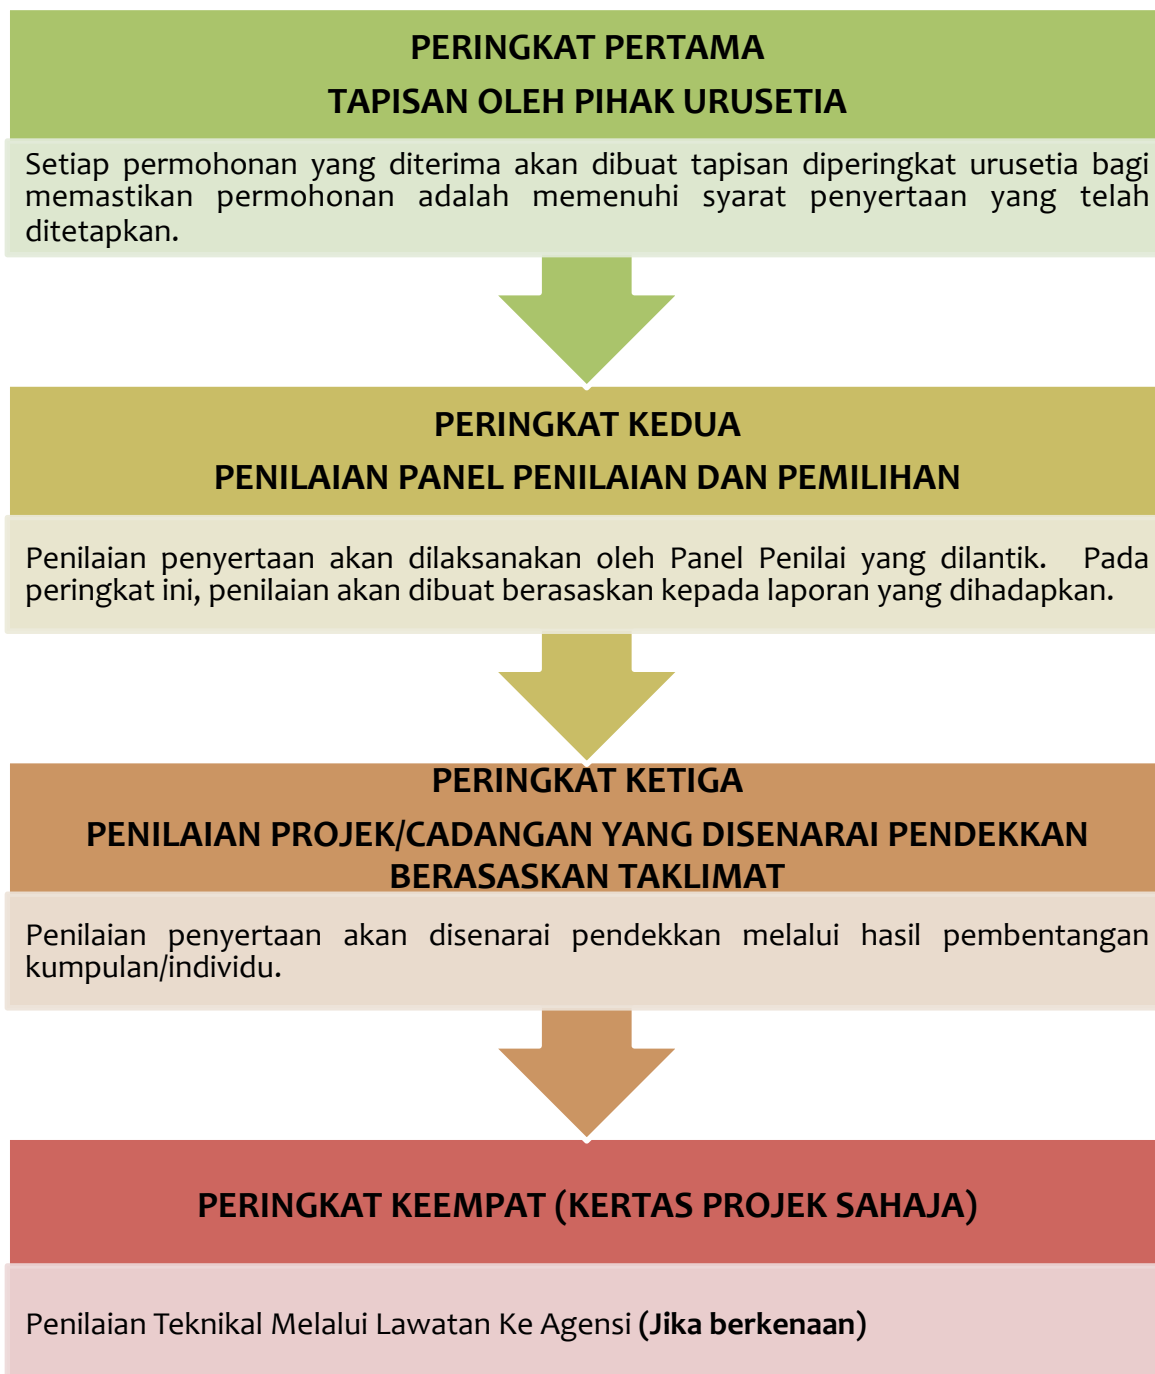 PERINGKAT PERTAMA
TAPISAN OLEH PIHAK URUSETIA
Setiap permohonan yang diterima akan dibuat tapisan diperingkat urusetia bagi
memastikan permohonan adalah memenuhi syarat penyertaan yang telah
ditetapkan.
PERINGKAT KEDUA
PENILAIAN PANEL PENILAIAN DAN PEMILIHAN
Penilaian penyertaan akan dilaksanakan oleh Panel Penilai yang dilantik. Pada
peringkat ini, penilaian akan dibuat berasaskan kepada laporan yang dihadapkan.
PERINGKAT KETIGA
PENILAIAN PROJEK/CADANGAN YANG DISENARAI PENDEKKAN
BERASASKAN TAKLIMAT
Penilaian penyertaan akan disenarai pendekkan melalui hasil pembentangan
kumpulan/individu.
PERINGKAT KEEMPAT (KERTAS PROJEK SAHAJA)
Penilaian Teknikal Melalui Lawatan Ke Agensi (Jika berkenaan)